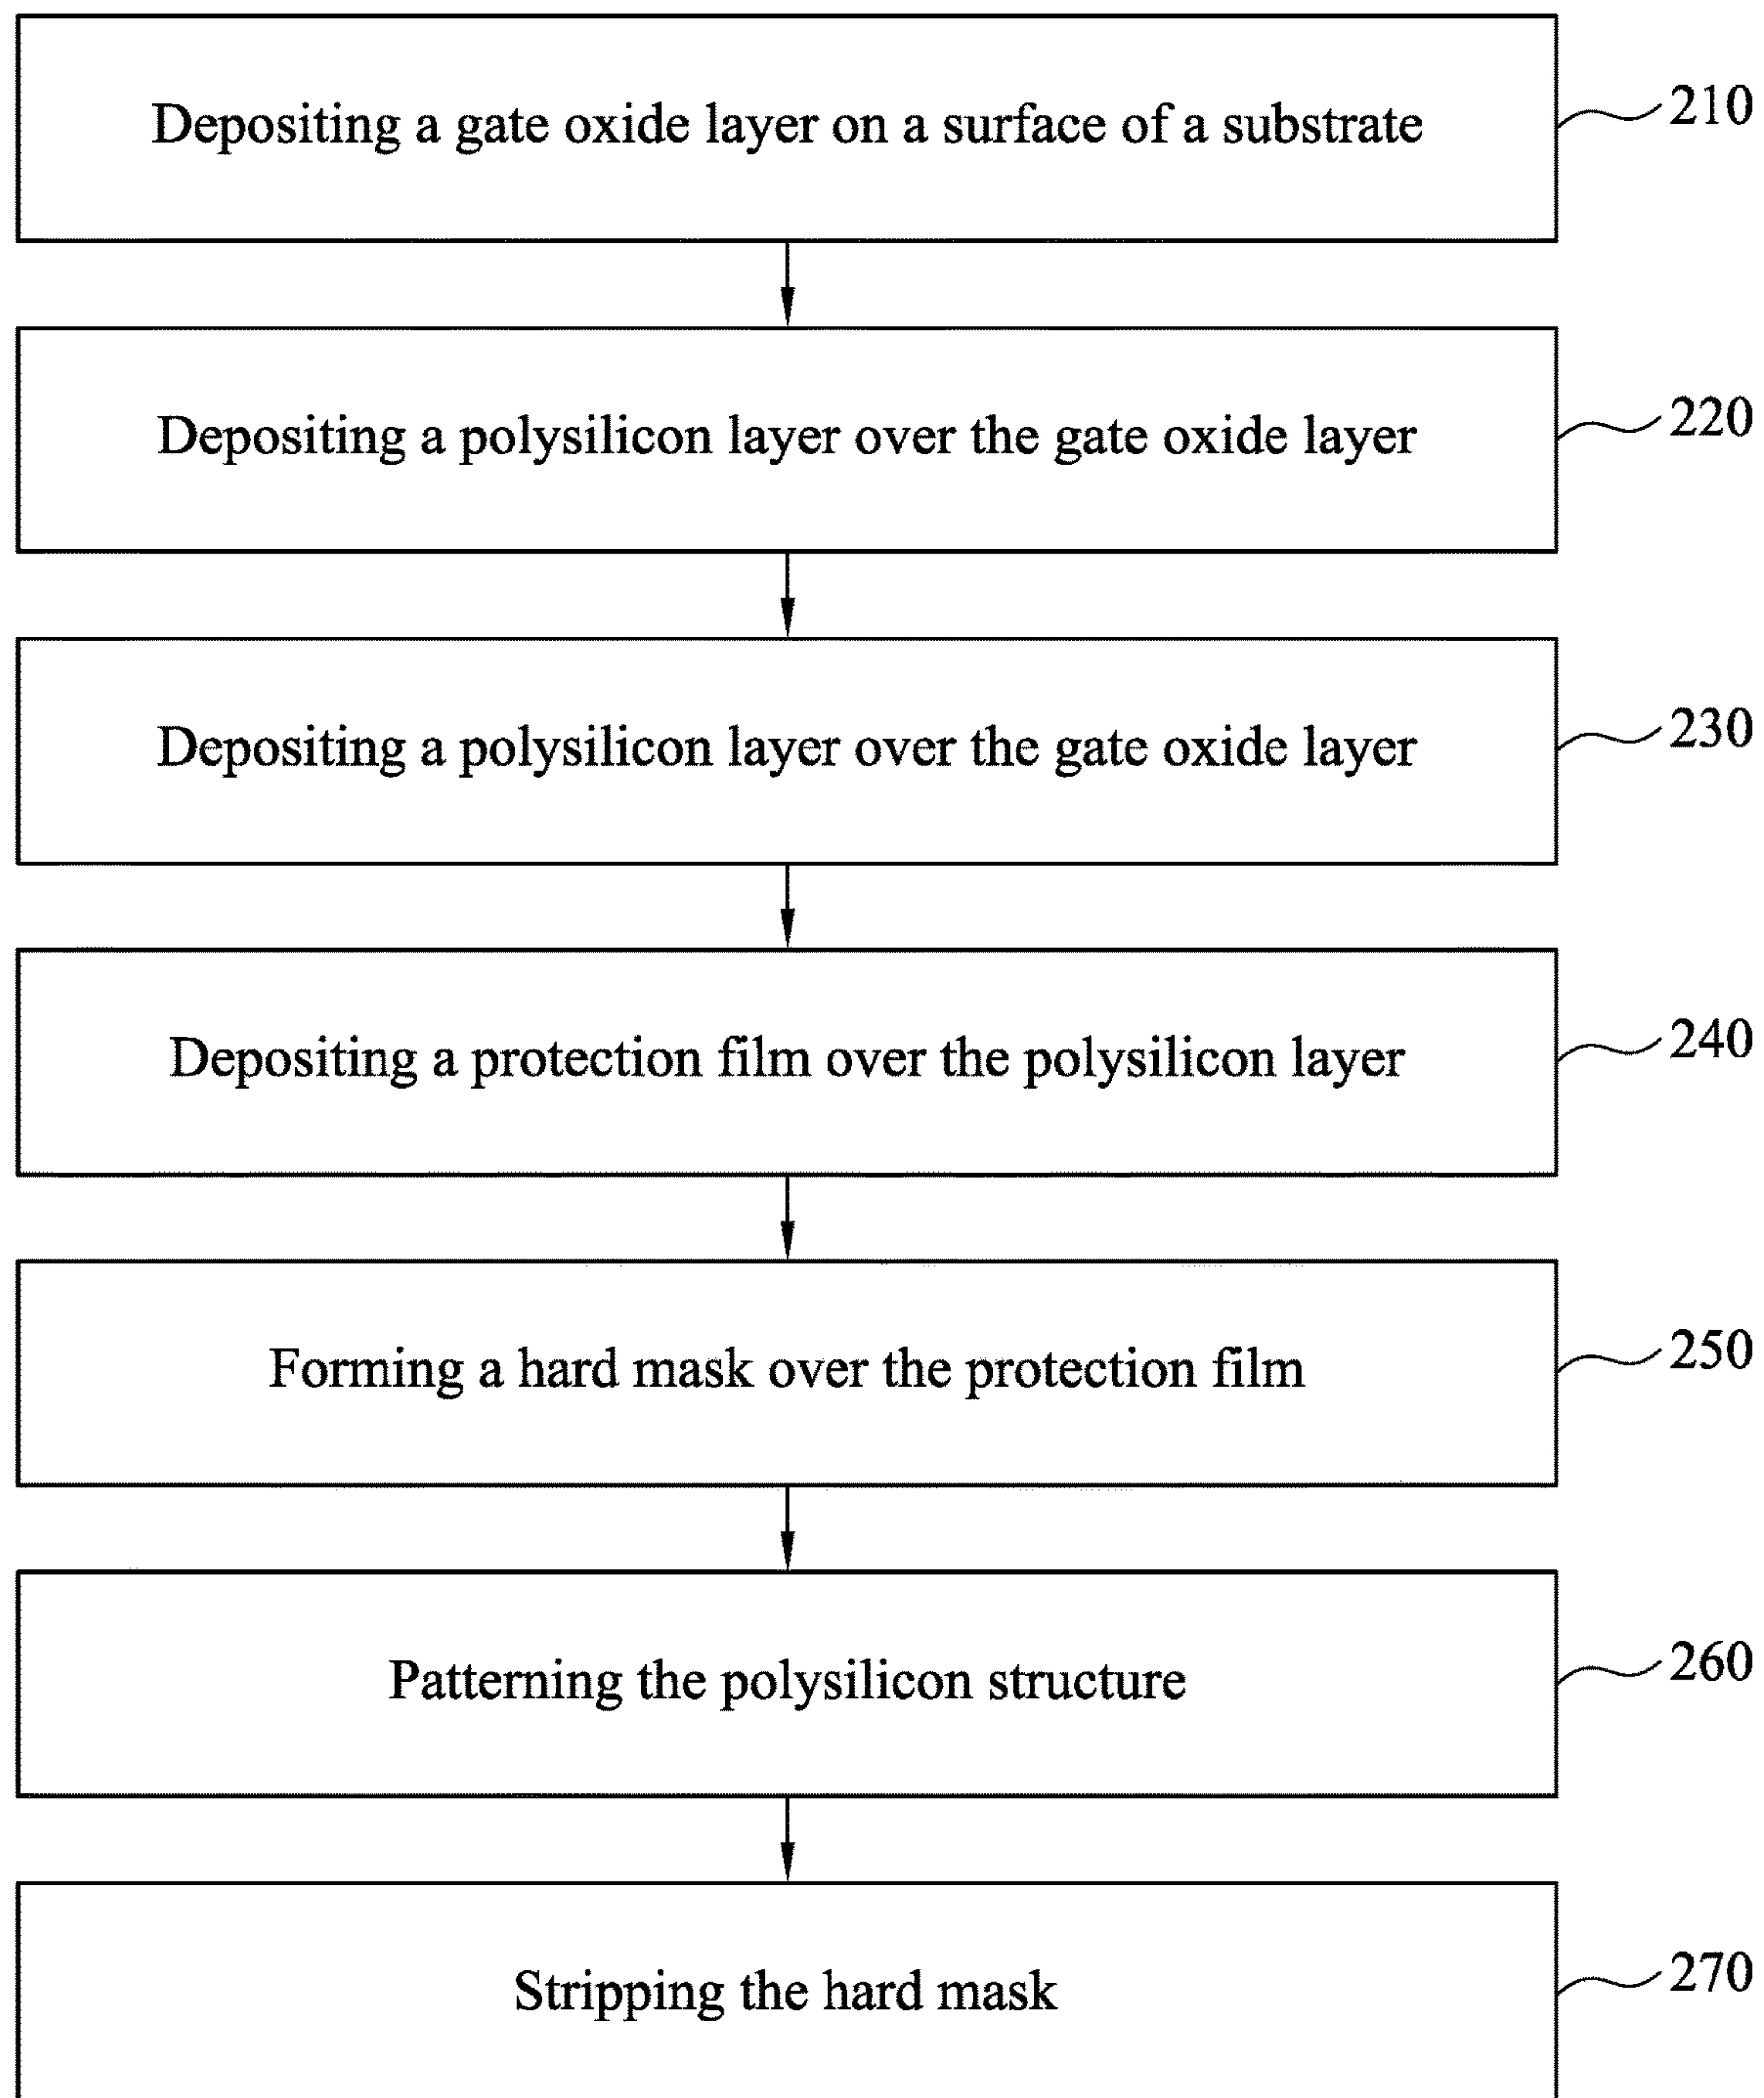 Depositing a gate oxide layer on a surface of a substrate
210
Depositing a polysilicon layer over the gate oxide layer
220
Depositing a polysilicon layer over the gate oxide layer
230
Depositing a protection film over the polysilicon layer
240
Forming a hard mask over the protection film
250
Patterning the polysilicon structure
260
Stripping the hard mask
270